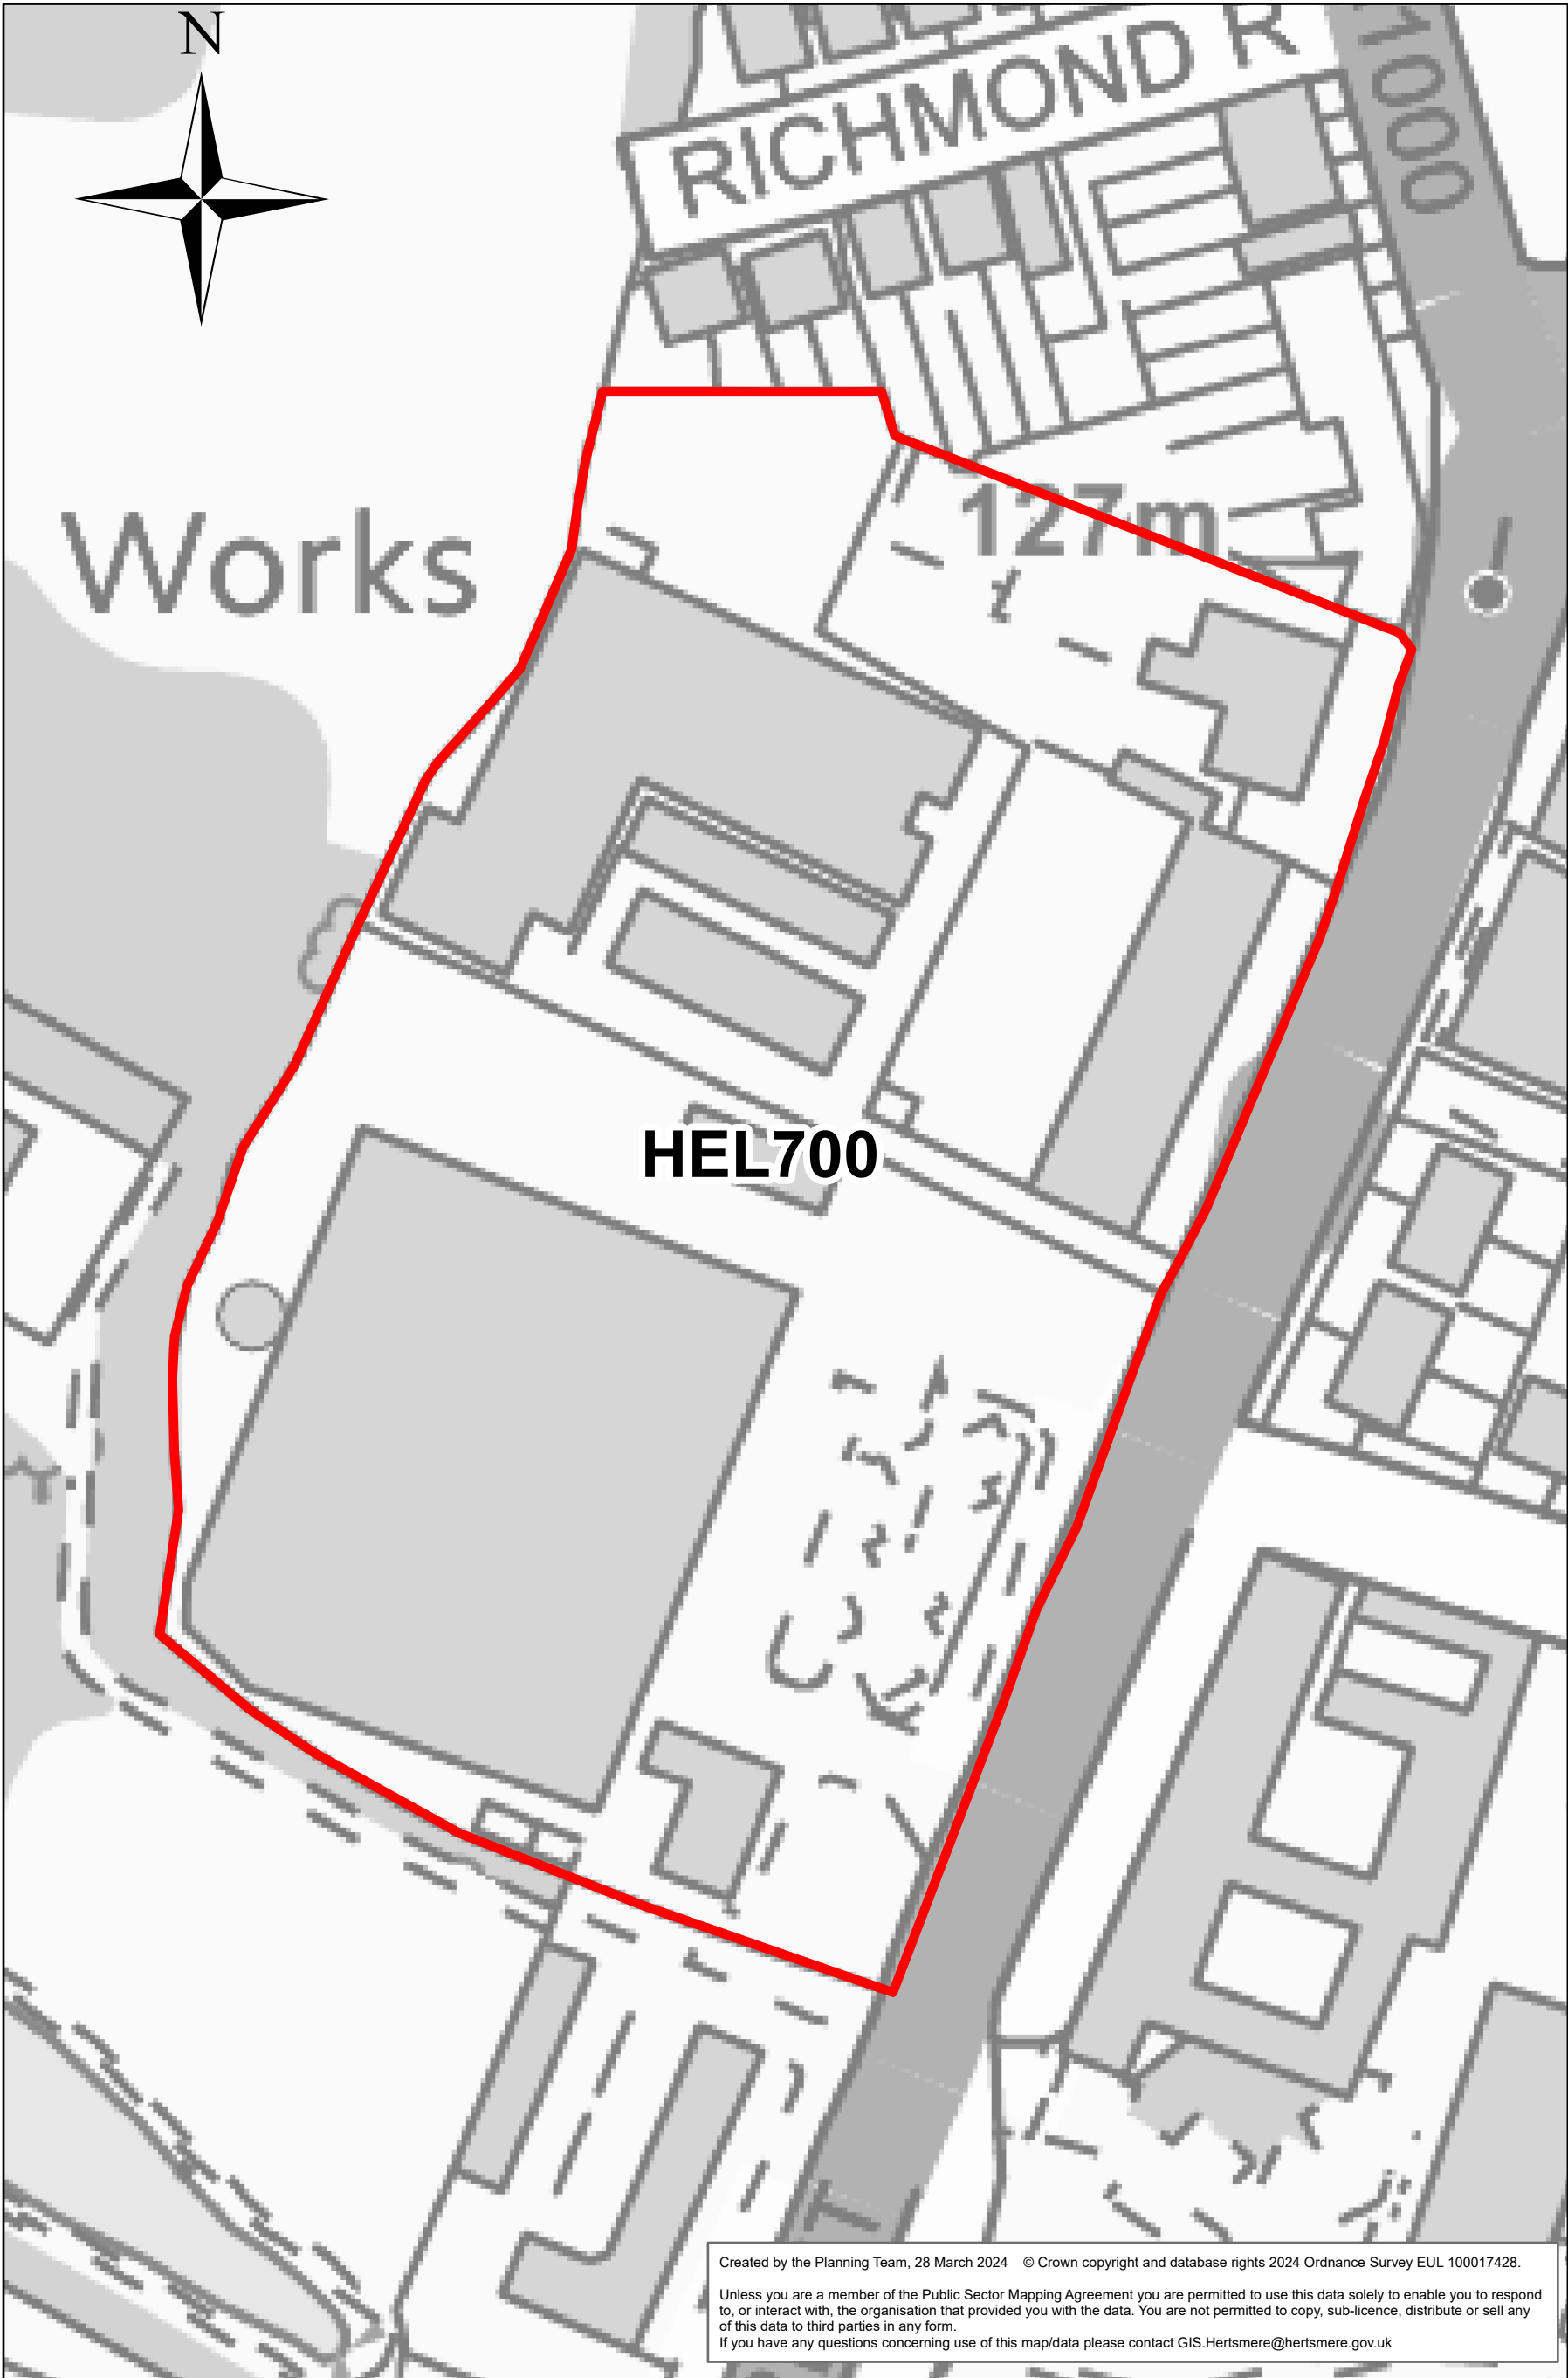 N
RICHMOND R
1000
Works
127m
HEL700
Created by the Planning Team, 28 March 2024 © Crown copyright and database rights 2024 Ordnance Survey EUL 100017428.
Unless you are a member of the Public Sector Mapping Agreement you are permitted to use this data solely to enable you to respond
to, or interact with, the organisation that provided you with the data. You are not permitted to copy, sub-licence, distribute or sell any
of this data to third parties in any form.
If you have any questions concerning use of this map/data please contact GIS.Hertsmere@hertsmere.gov.uk